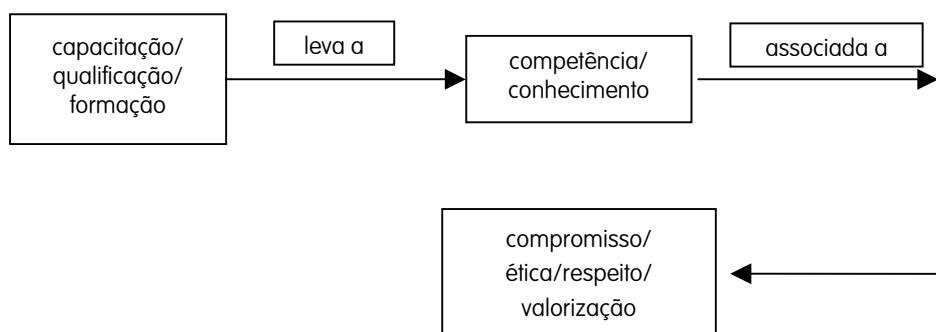 capacitação/
qualificação/
formação
leva a
competência/
conhecimento
associada a
compromisso/
ética/respeito/
valorização